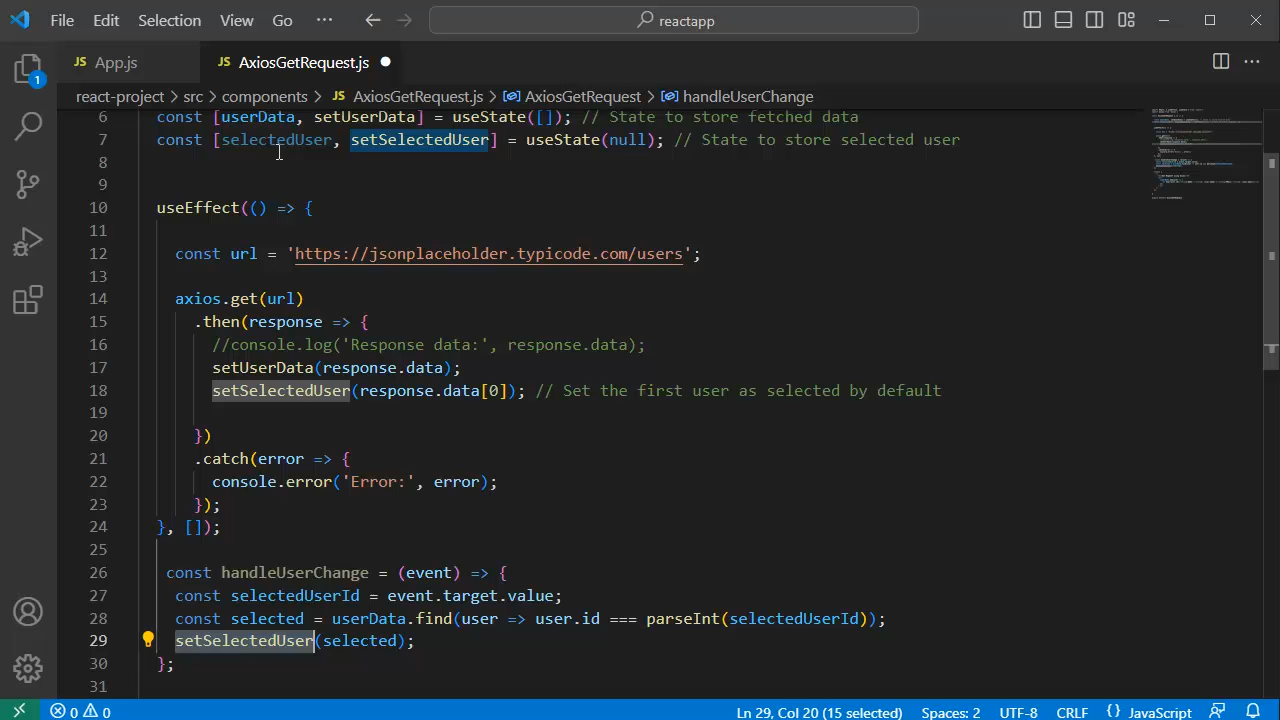 File Edit Selection View Go ··· reactapp
JS App.js JS AxiosGetRequest.js
react-project > src > components > JS AxiosGetRequest.js > AxiosGetRequest > handleUserChange
6 const [userData, setUserData] = useState([]); // State to store fetched data
7 const [selectedUser, setSelectedUser] = useState(null); // State to store selected user
8
9
10 useEffect(() => {
11
12 const url = 'https://jsonplaceholder.typicode.com/users';
13
14 axios.get(url)
15 .then(response => {
16 //console.log('Response data:', response.data);
17 setUserData(response.data);
18 setSelectedUser(response.data[0]); // Set the first user as selected by default
19
20 })
21 .catch(error => {
22 console.error('Error:', error);
23 });
24 }, []);
25
26 const handleUserChange = (event) => {
27 const selectedUserId = event.target.value;
28 const selected = userData.find(user => user.id === parseInt(selectedUserId));
29 setSelectedUser(selected);
30 };
31
1
0 0 Ln 29, Col 20 (15 selected) Spaces: 2 UTF-8 CRLF {} JavaScript